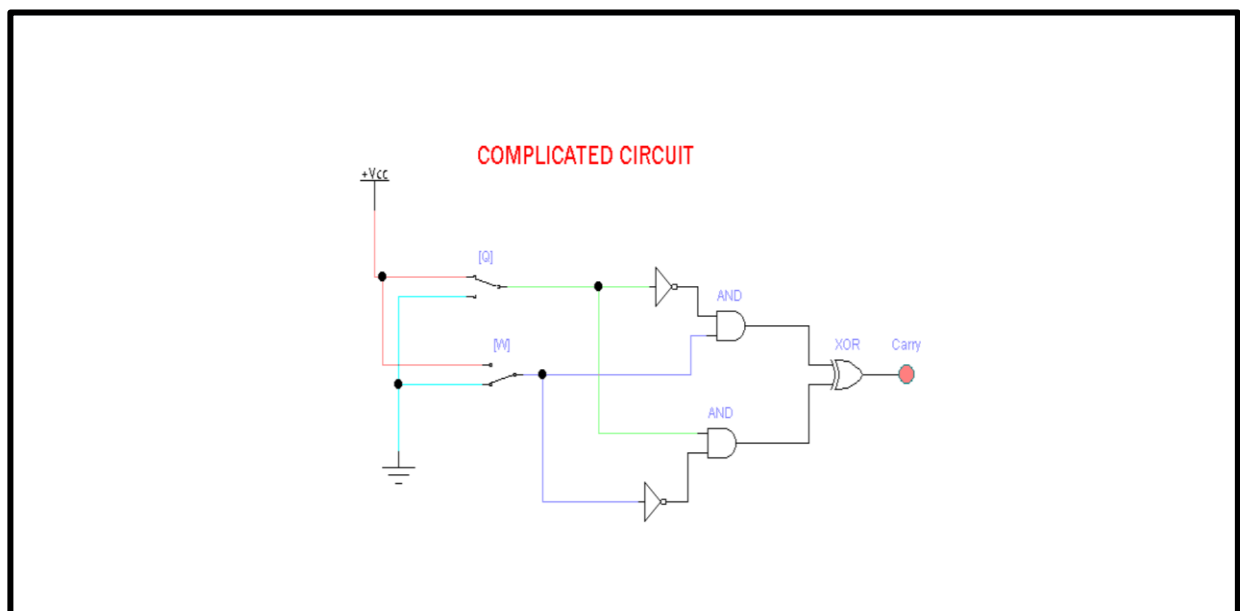 COMPLICATED CIRCUIT
+Vcc
[Q]
AND
[W]
XOR
Carry
AND